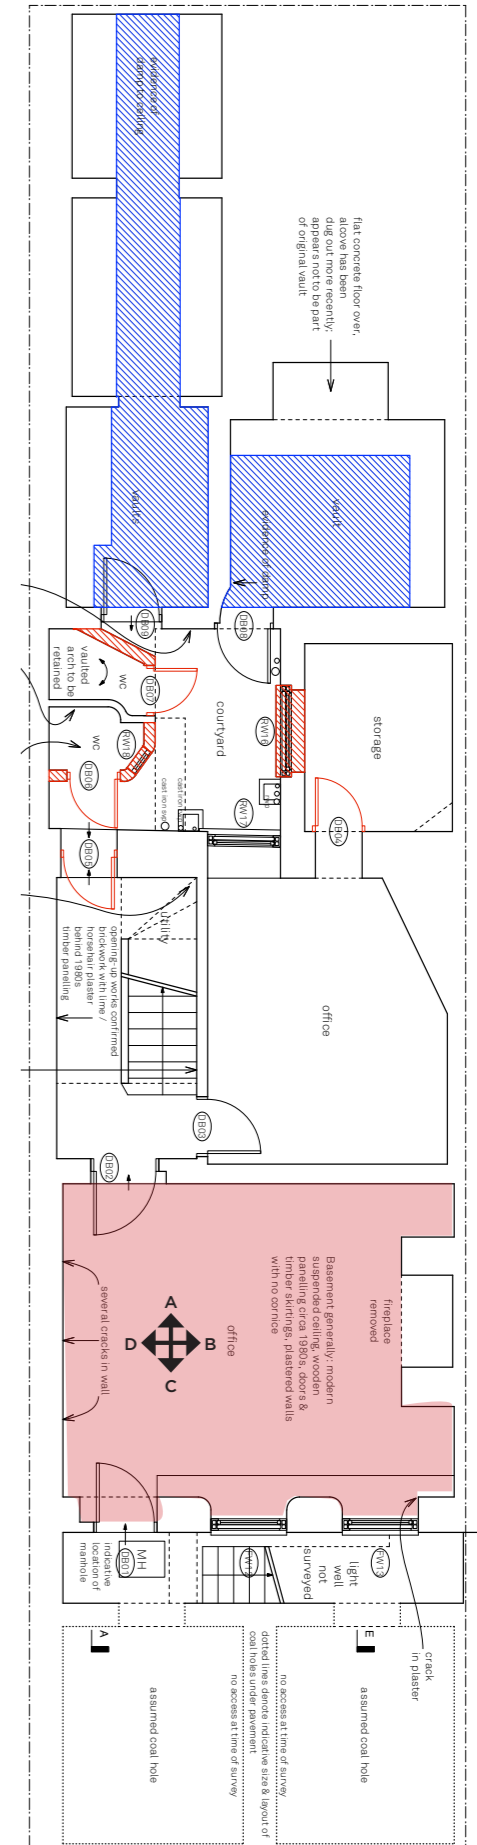 evidence of
damp to ceiling
flat concrete floor over,
alcove has been
dug out more recently;
appears not to be part
of original vault
vaults
vault
evidence of damp
DB09
DB08
vaulted
arch to be
retained
wc
DB07
courtyard
RW16
storage
wc
RW18
DB06
cast iron svp
cast iron
RW17
DB04
DB05
utility
opening-up works confirmed
brickwork with lime /
horsehair plaster
behind 1980s
timber panelling
office
DB03
DB02
Basement generally: modern
suspended ceiling, wooden
panelling circa 1980s, doors &
timber skirtings, plastered walls
with no cornice
fireplace
removed
several cracks in wall
office
A
B
C
D
indicative
location of
manhole
MH
DB01
FW12
light
well
not
surveyed
FW13
crack
in plaster
A
E
assumed coal hole
no access at time of survey
dotted lines denote indicative size & layout of
coal holes under pavement
no access at time of survey
assumed coal hole